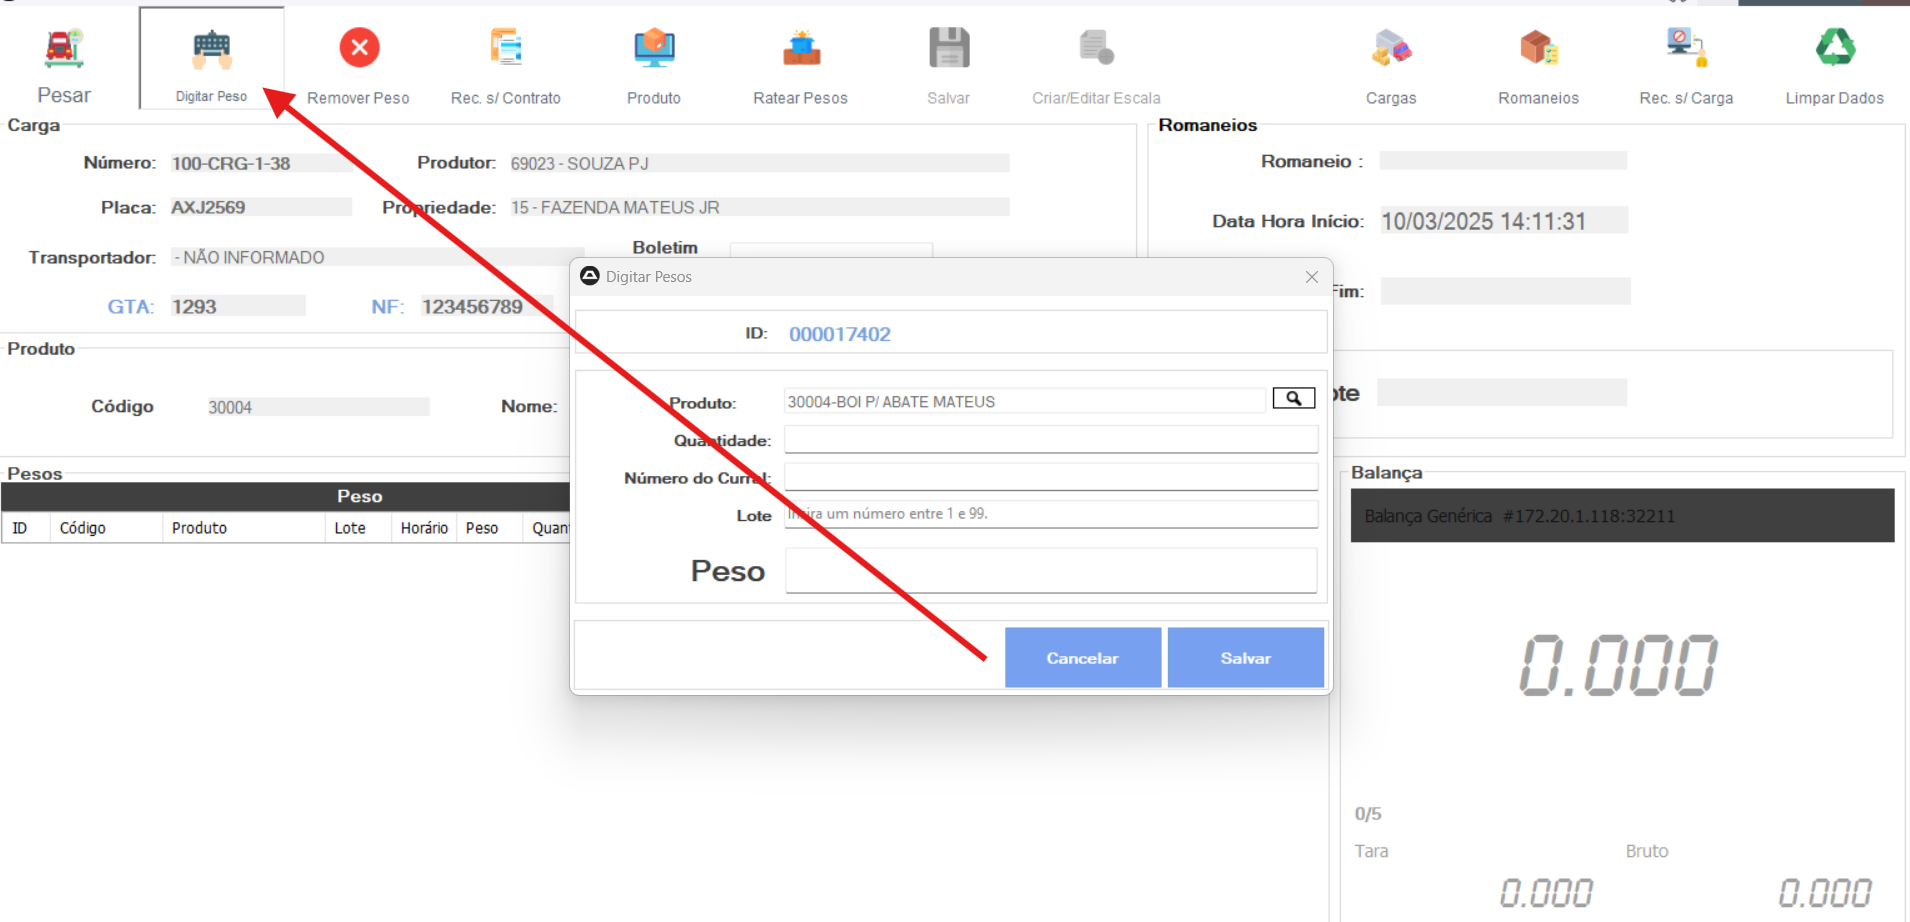 Pesar
Digitar Peso
Remover Peso
Rec. s/ Contrato
Produto
Ratear Pesos
Salvar
Criar/Editar Escala
Cargas
Romaneios
Rec. s/ Carga
Limpar Dados
Carga
Número: 100-CRG-1-38 Produtor: 69023 - SOUZA PJ
Placa: AXJ2569 Propriedade: 15 - FAZENDA MATEUS JR
Transportador: - NÃO INFORMADO Boletim
GTA: 1293 NF: 123456789
Romaneios
Romaneio :
Data Hora Início: 10/03/2025 14:11:31
Fim:
ote
Produto
Código 30004 Nome:
Digitar Pesos
ID: 000017402
Produto: 30004-BOI P/ ABATE MATEUS
Quantidade:
Número do Curral:
Lote Insira um número entre 1 e 99.
Peso
Cancelar Salvar
Pesos
Peso
ID Código Produto Lote Horário Peso Quan
Balança
Balança Genérica #172.20.1.118:32211
0.000
0/5
Tara Bruto
0.000 0.000